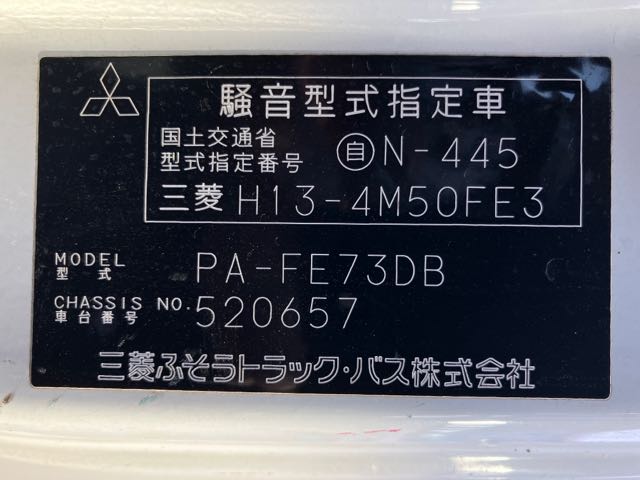 騒音型式指定車
国土交通省
型式指定番号 自N-445
三菱 H13-4M50FE3
MODEL
型式 PA-FE73DB
CHASSIS NO.
車台番号 520657
三菱ふそうトラック・バス株式会社